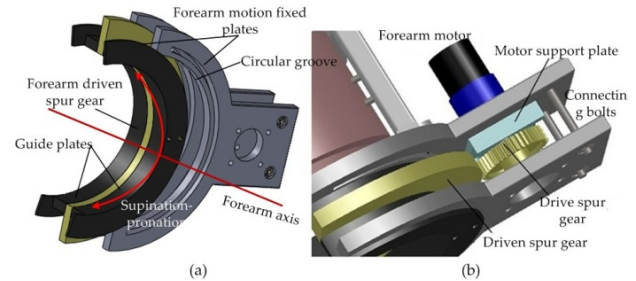 Forearm motion fixed
plates
Circular groove
Forearm driven
spur gear
Guide plates
Supination-
pronation
Forearm axis
(a)
Forearm motor
Motor support plate
Connectin
g bolts
Drive spur
gear
Driven spur gear
(b)